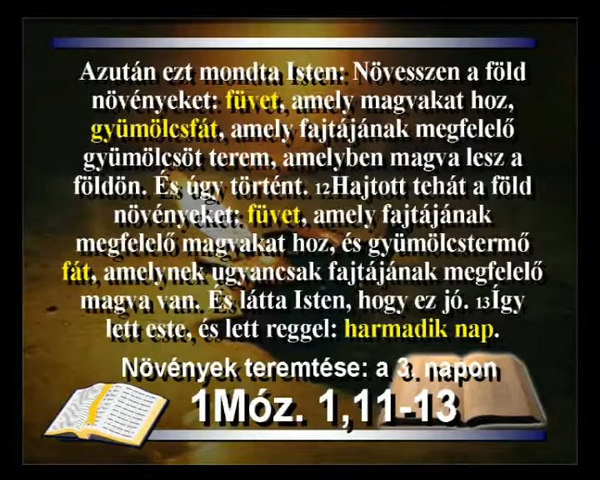 Azután ezt mondta Isten: Növesszen a föld
növényeket: füvet, amely magvakat hoz,
gyümölcsfát, amely fajtájának megfelelő
gyümölcsöt terem, amelyben magva lesz a
földön. És úgy történt. 12Hajtott tehát a föld
növényeket: füvet, amely fajtájának
megfelelő magvakat hoz, és gyümölcstermő
fát, amelynek ugyancsak fajtájának megfelelő
magva van. És látta Isten, hogy ez jó. 13Így
lett este, és lett reggel: harmadik nap.
Növények teremtése: a 3. napon
1Móz. 1,11-13